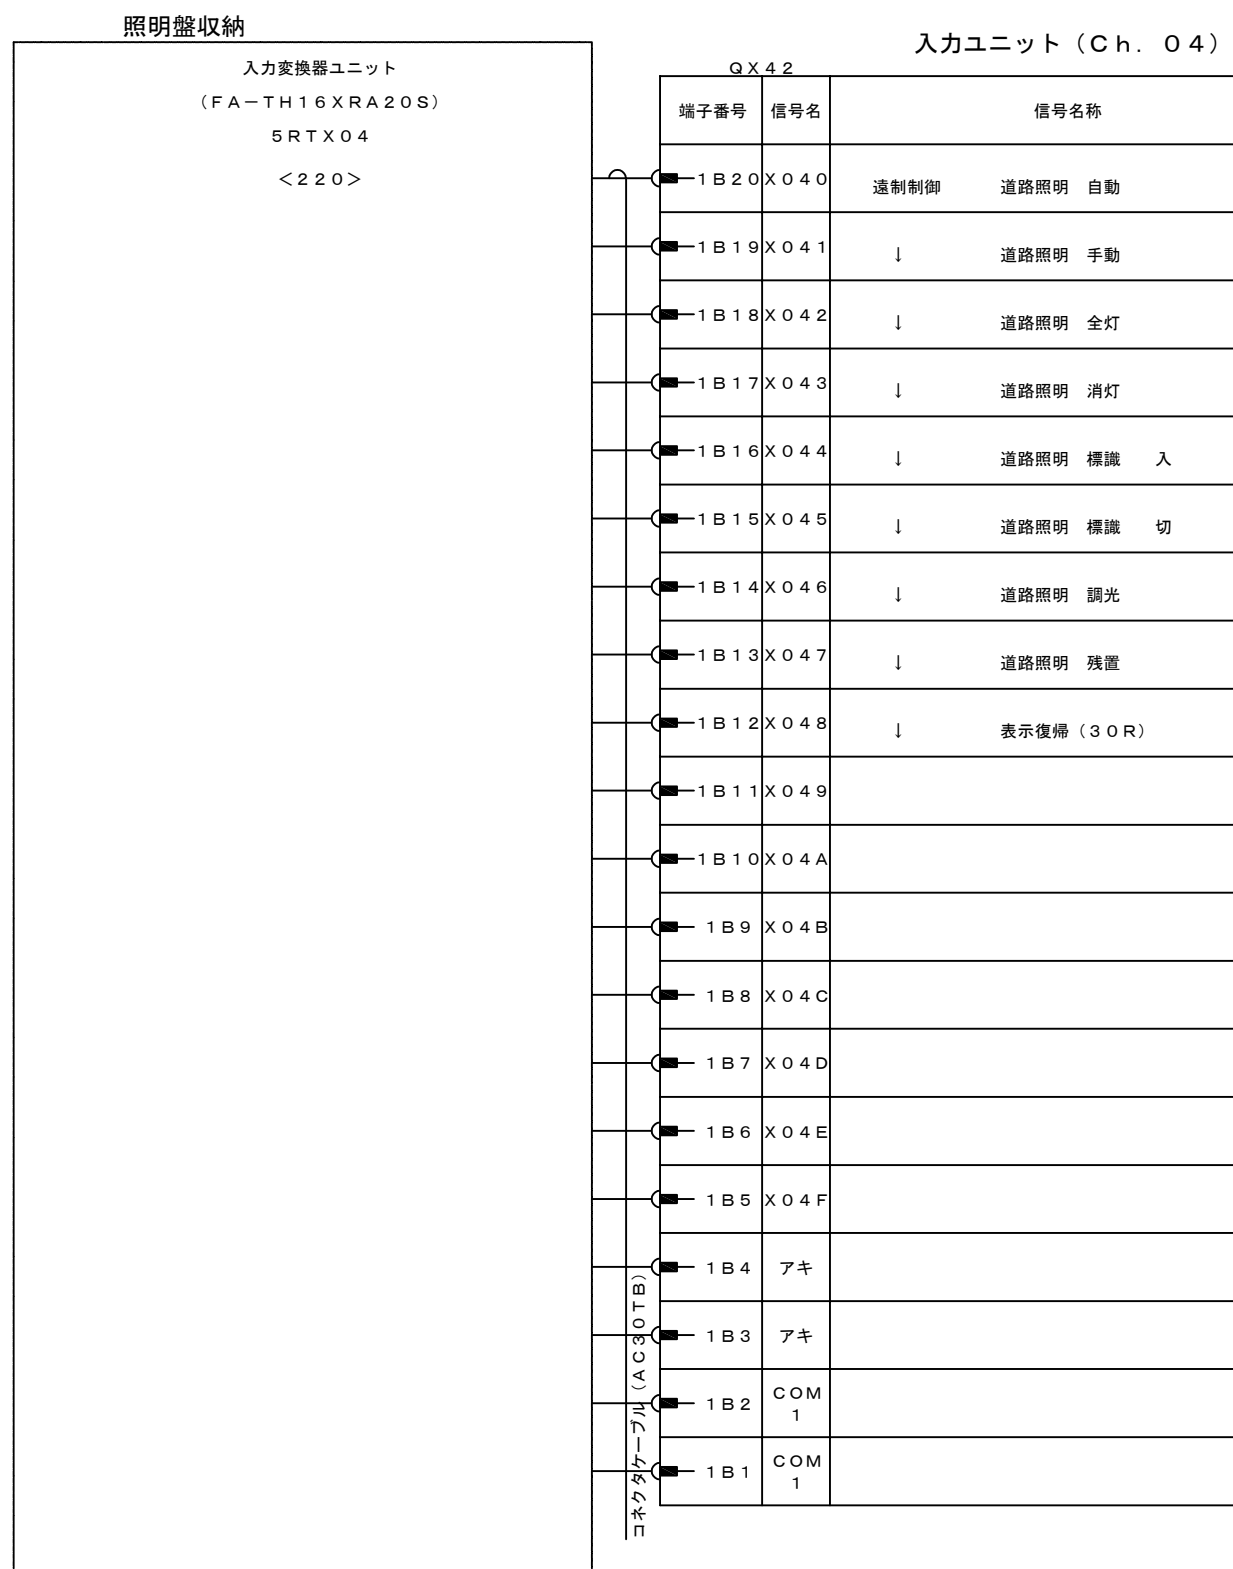 照明盤収納
入力ユニット（Ｃｈ．０４）
入力変換器ユニット
（ＦＡ－ＴＨ１６ＸＲＡ２０Ｓ）
５ＲＴＸ０４
＜２２０＞
ＱＸ４２
端子番号 信号名 信号名称
１Ｂ２０ Ｘ０４０ 遠制制御 道路照明 自動
１Ｂ１９ Ｘ０４１ ↓ 道路照明 手動
１Ｂ１８ Ｘ０４２ ↓ 道路照明 全灯
１Ｂ１７ Ｘ０４３ ↓ 道路照明 消灯
１Ｂ１６ Ｘ０４４ ↓ 道路照明 標識 入
１Ｂ１５ Ｘ０４５ ↓ 道路照明 標識 切
１Ｂ１４ Ｘ０４６ ↓ 道路照明 調光
１Ｂ１３ Ｘ０４７ ↓ 道路照明 残置
１Ｂ１２ Ｘ０４８ ↓ 表示復帰（３０Ｒ）
１Ｂ１１ Ｘ０４９
１Ｂ１０ Ｘ０４Ａ
１Ｂ９ Ｘ０４Ｂ
１Ｂ８ Ｘ０４Ｃ
１Ｂ７ Ｘ０４Ｄ
１Ｂ６ Ｘ０４Ｅ
１Ｂ５ Ｘ０４Ｆ
１Ｂ４ アキ
１Ｂ３ アキ
１Ｂ２ ＣＯＭ
１
１Ｂ１ ＣＯＭ
１
コネクタケーブル（ＡＣ３０ＴＢ）